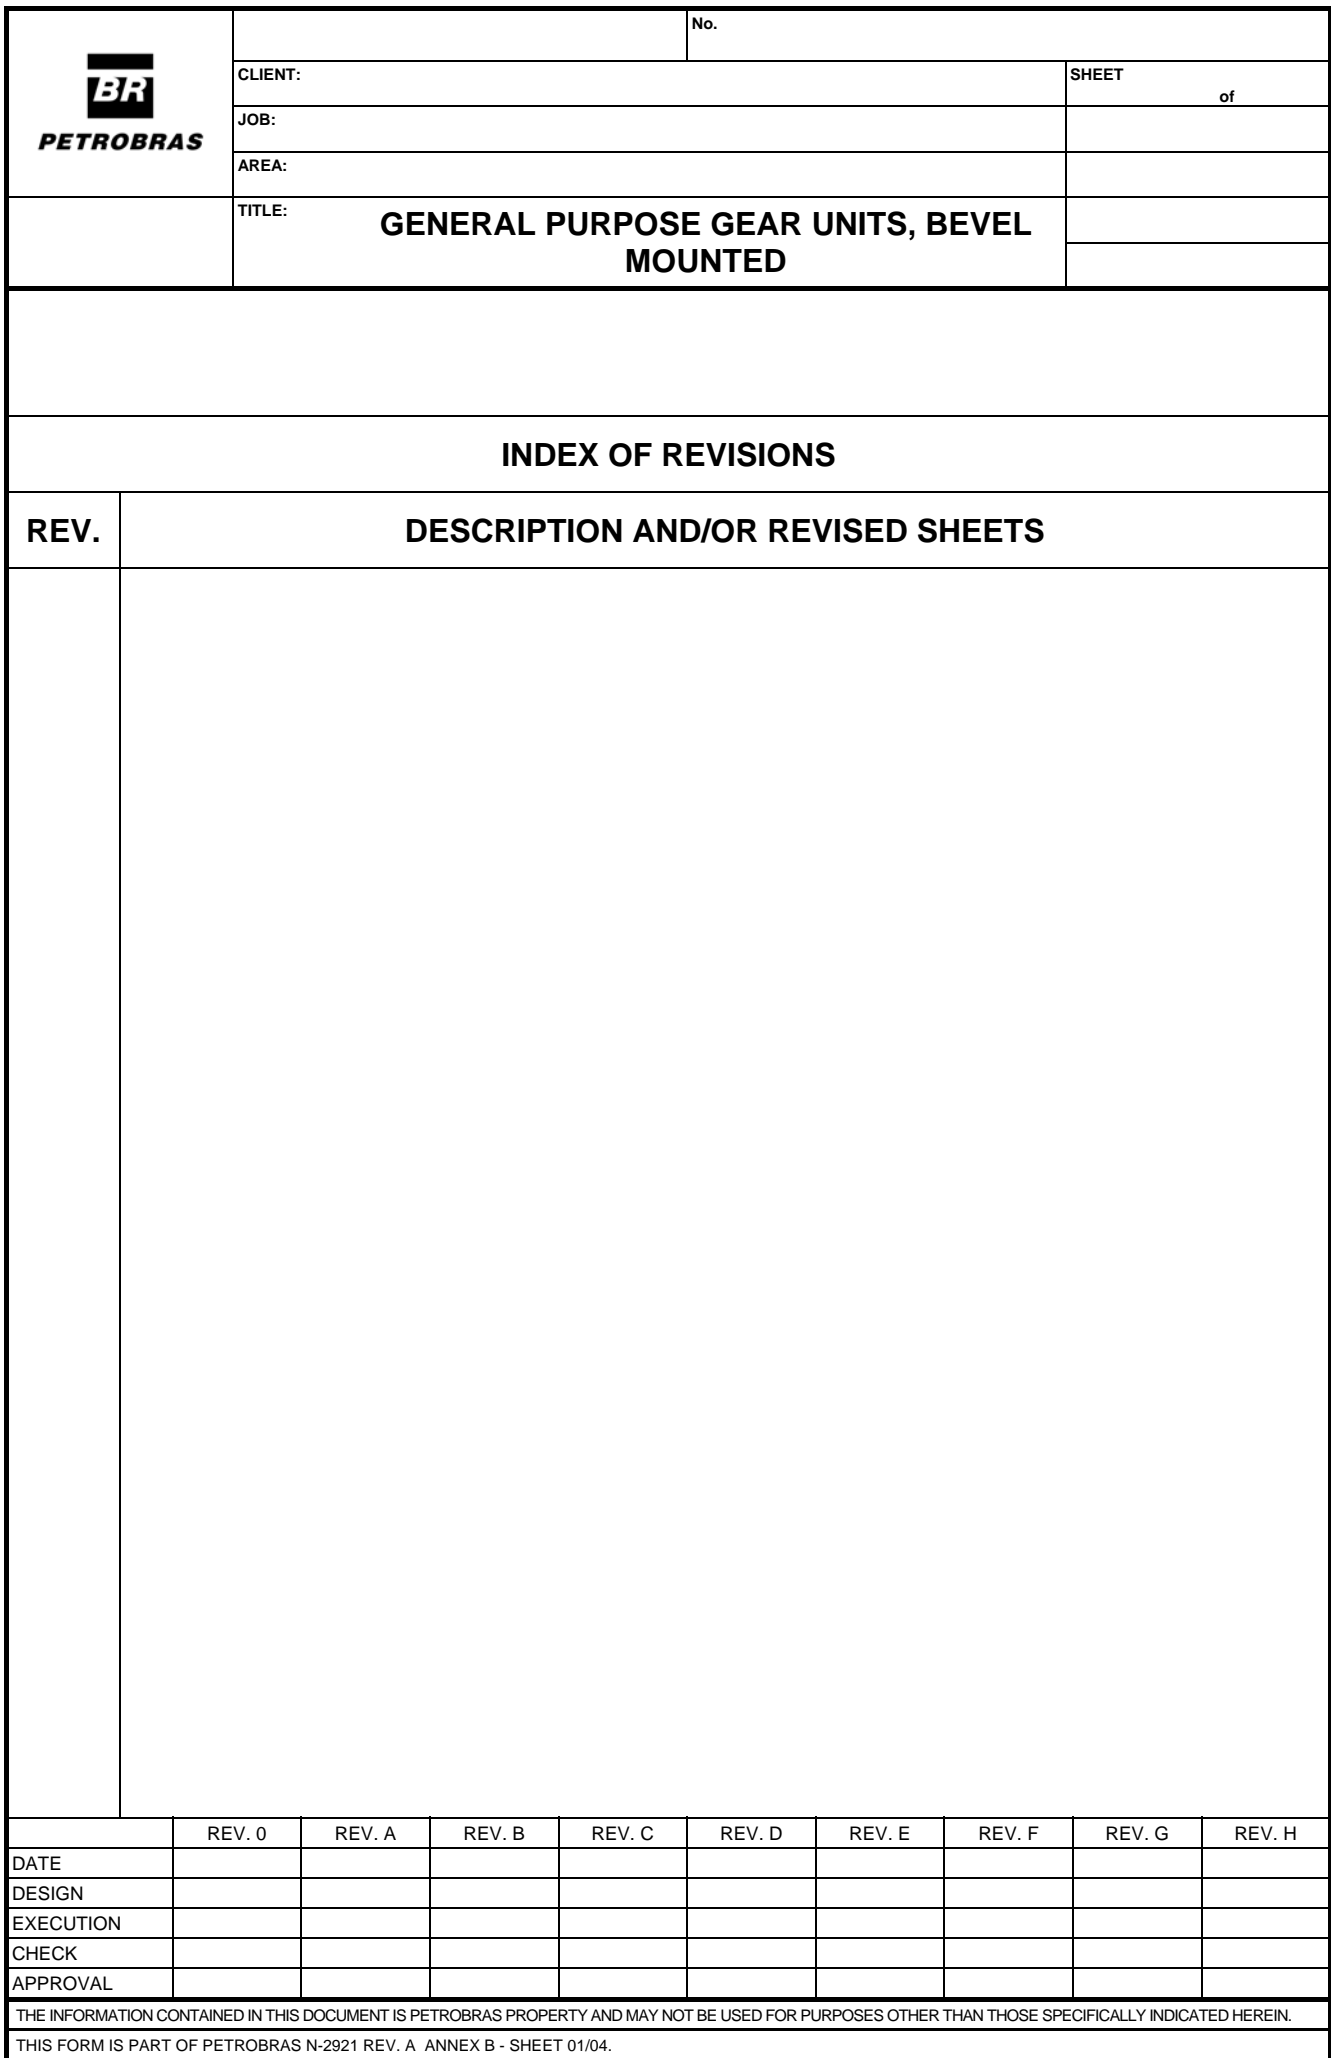 No.
BR
PETROBRAS
CLIENT:
SHEET
of
JOB:
AREA:
TITLE:
GENERAL PURPOSE GEAR UNITS, BEVEL
MOUNTED
INDEX OF REVISIONS
REV. DESCRIPTION AND/OR REVISED SHEETS
REV. 0 REV. A REV. B REV. C REV. D REV. E REV. F REV. G REV. H
DATE
DESIGN
EXECUTION
CHECK
APPROVAL
THE INFORMATION CONTAINED IN THIS DOCUMENT IS PETROBRAS PROPERTY AND MAY NOT BE USED FOR PURPOSES OTHER THAN THOSE SPECIFICALLY INDICATED HEREIN.
THIS FORM IS PART OF PETROBRAS N-2921 REV. A ANNEX B - SHEET 01/04.